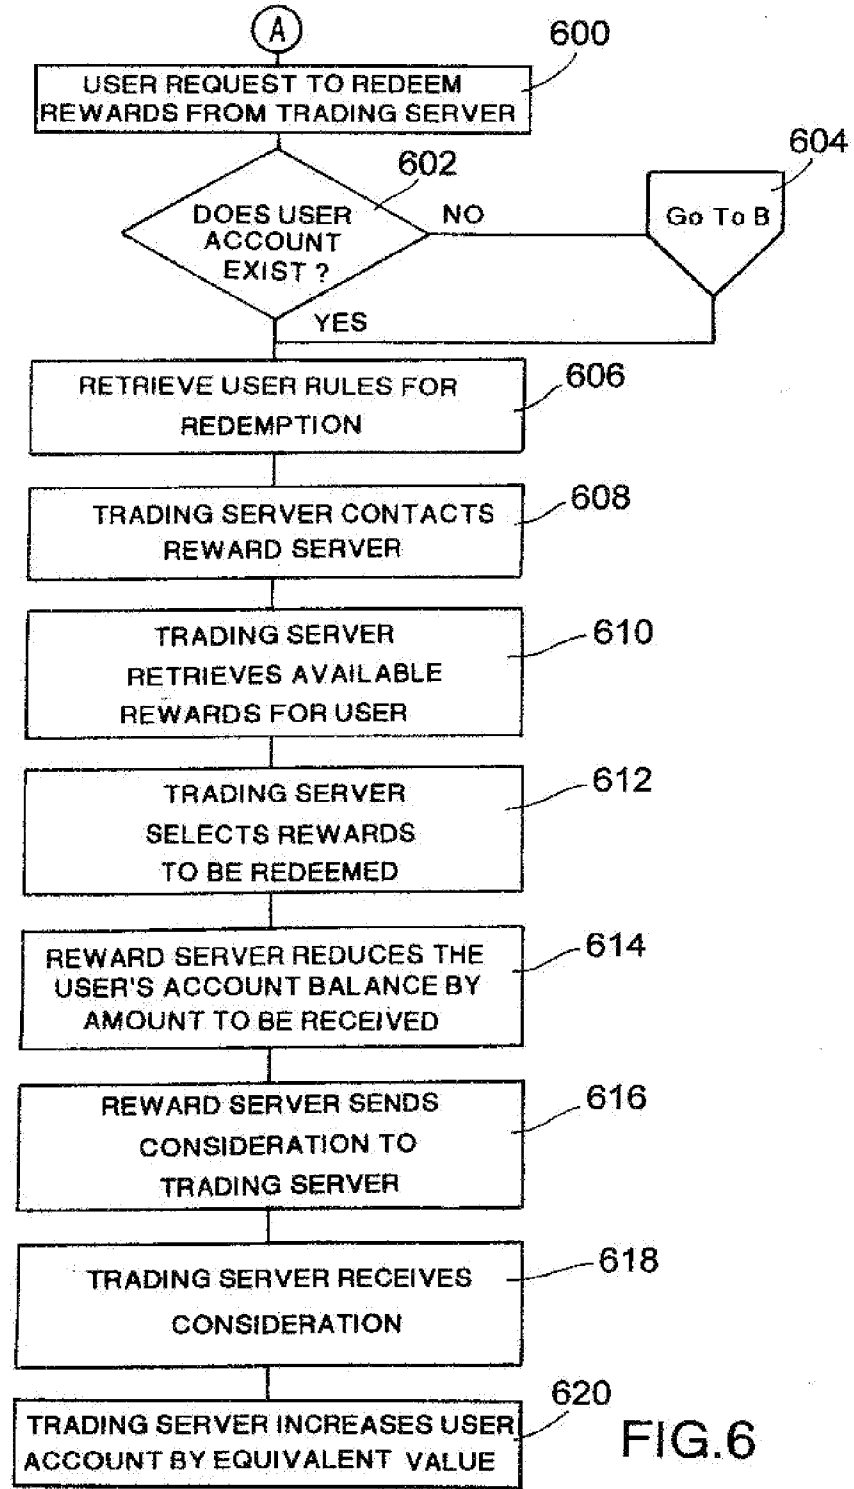 A
600
USER REQUEST TO REDEEM
REWARDS FROM TRADING SERVER
602
604
DOES USER
ACCOUNT
EXIST ?
NO
Go To B
YES
RETRIEVE USER RULES FOR
REDEMPTION
606
TRADING SERVER CONTACTS
REWARD SERVER
608
TRADING SERVER
RETRIEVES AVAILABLE
REWARDS FOR USER
610
TRADING SERVER
SELECTS REWARDS
TO BE REDEEMED
612
REWARD SERVER REDUCES THE
USER'S ACCOUNT BALANCE BY
AMOUNT TO BE RECEIVED
614
REWARD SERVER SENDS
CONSIDERATION TO
TRADING SERVER
616
TRADING SERVER RECEIVES
CONSIDERATION
618
TRADING SERVER INCREASES USER
ACCOUNT BY EQUIVALENT VALUE
620
FIG.6